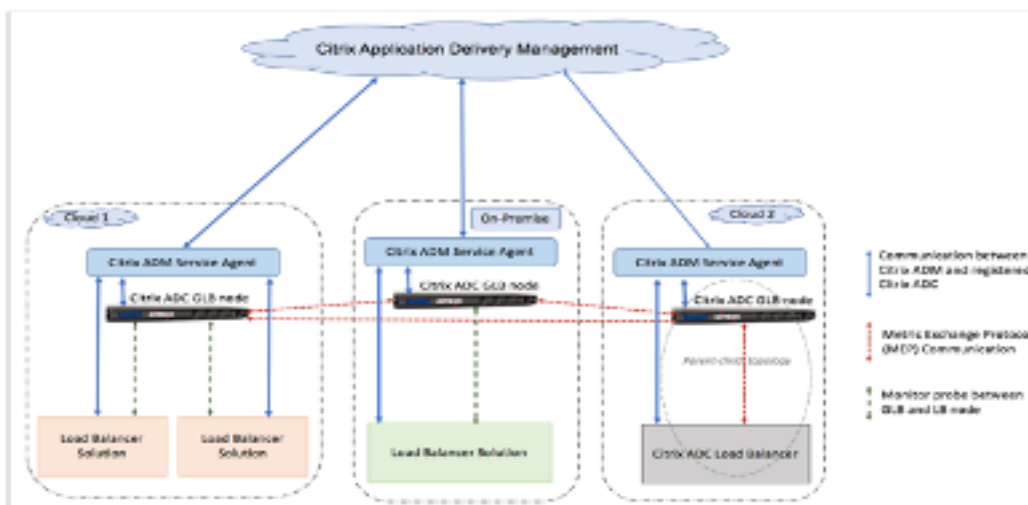 Citrix Application Delivery Management
Cloud 1
On-Premise
Cloud 2
Citrix ADM Service Agent
Citrix ADM Service Agent
Citrix ADM Service Agent
Citrix ADC GLB node
Citrix ADC GLB node
Citrix ADC GLB node
Parent-child topology
Load Balancer
Solution
Load Balancer
Solution
Load Balancer Solution
Citrix ADC Load Balancer
Communication between
Citrix ADM and registered
Citrix ADC
Metric Exchange Protoco
(MEP) Communication
Monitor probe between
GLB and LB node